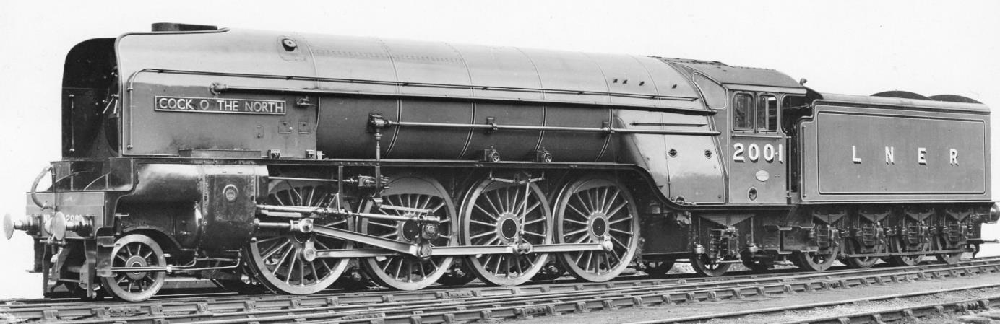 COCK O' THE NORTH
2001
L N E R